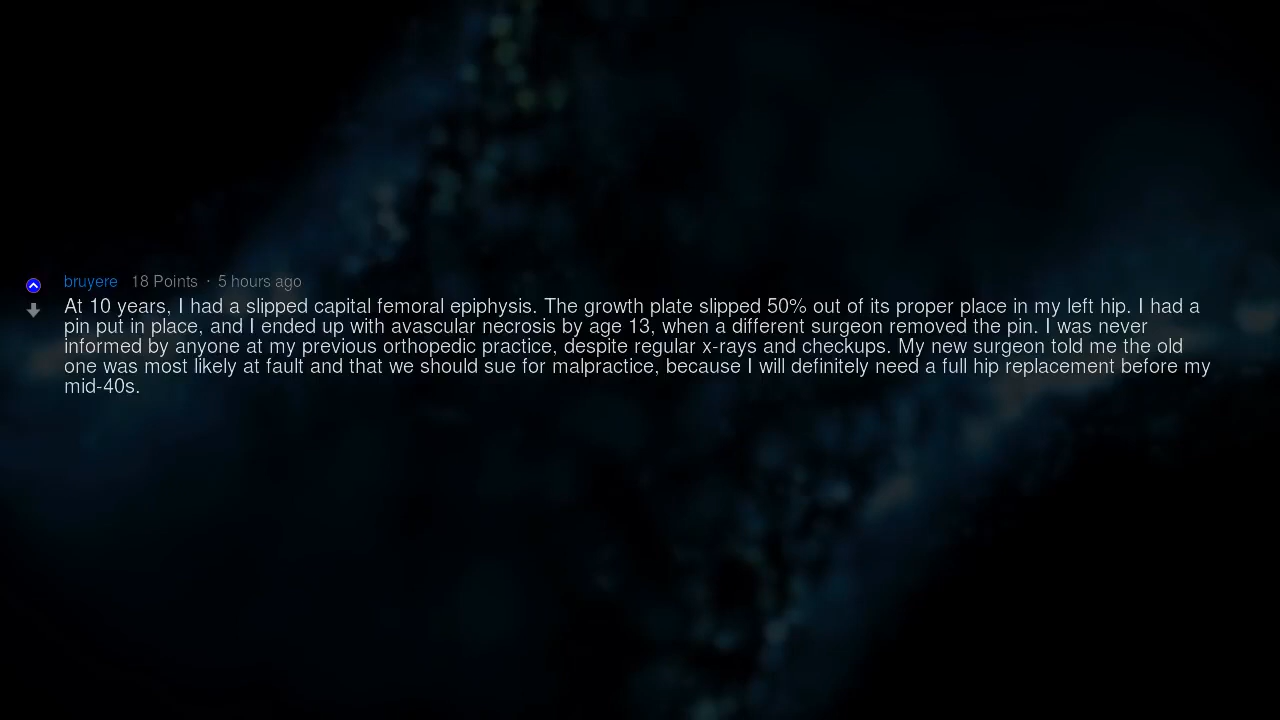 bruyere 18 Points · 5 hours ago
At 10 years, I had a slipped capital femoral epiphysis. The growth plate slipped 50% out of its proper place in my left hip. I had a
pin put in place, and I ended up with avascular necrosis by age 13, when a different surgeon removed the pin. I was never
informed by anyone at my previous orthopedic practice, despite regular x-rays and checkups. My new surgeon told me the old
one was most likely at fault and that we should sue for malpractice, because I will definitely need a full hip replacement before my
mid-40s.